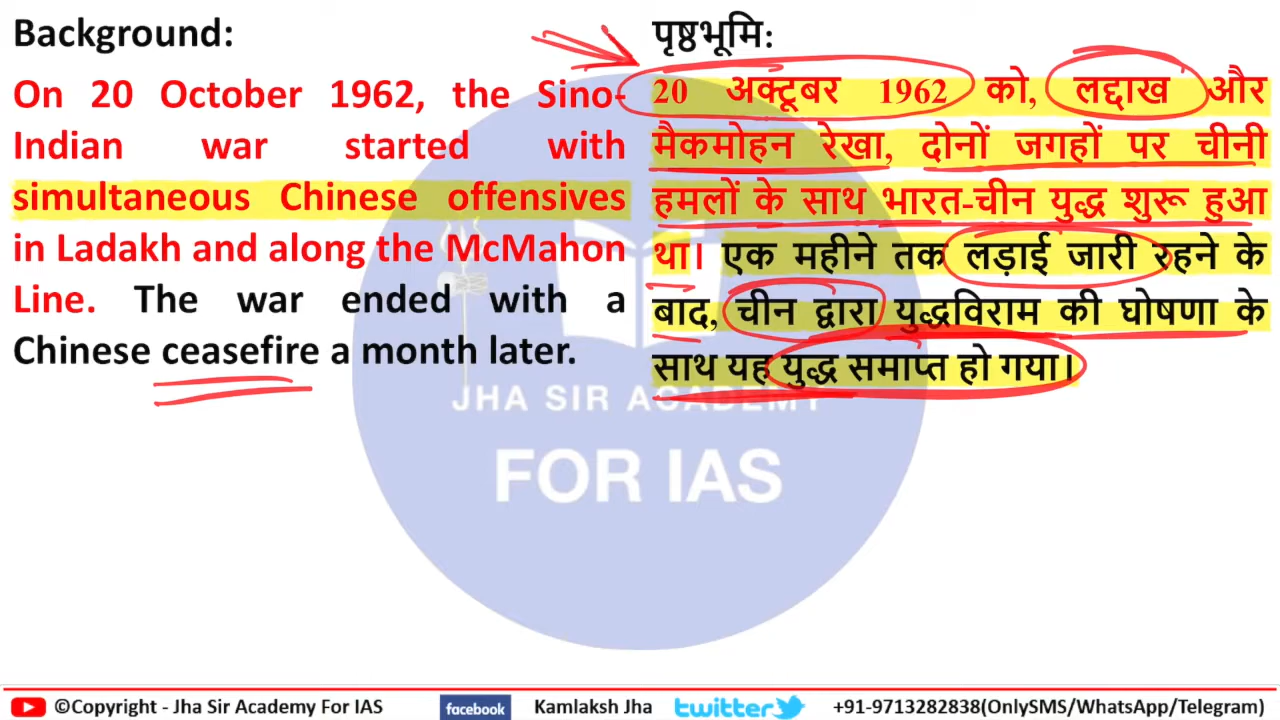 Background:
On 20 October 1962, the Sino-
Indian war started with
simultaneous Chinese offensives
in Ladakh and along the McMahon
Line. The war ended with a
Chinese ceasefire a month later.
पृष्ठभूमि:
20 अक्टूबर 1962 को, लद्दाख और
मैकमोहन रेखा, दोनों जगहों पर चीनी
हमलों के साथ भारत-चीन युद्ध शुरू हुआ
था। एक महीने तक लड़ाई जारी रहने के
बाद, चीन द्वारा युद्धविराम की घोषणा के
साथ यह युद्ध समाप्त हो गया।
JHA SIR ACADEMY
FOR IAS
©Copyright - Jha Sir Academy For IAS facebook Kamlaksh Jha twitter +91-9713282838(OnlySMS/WhatsApp/Telegram)